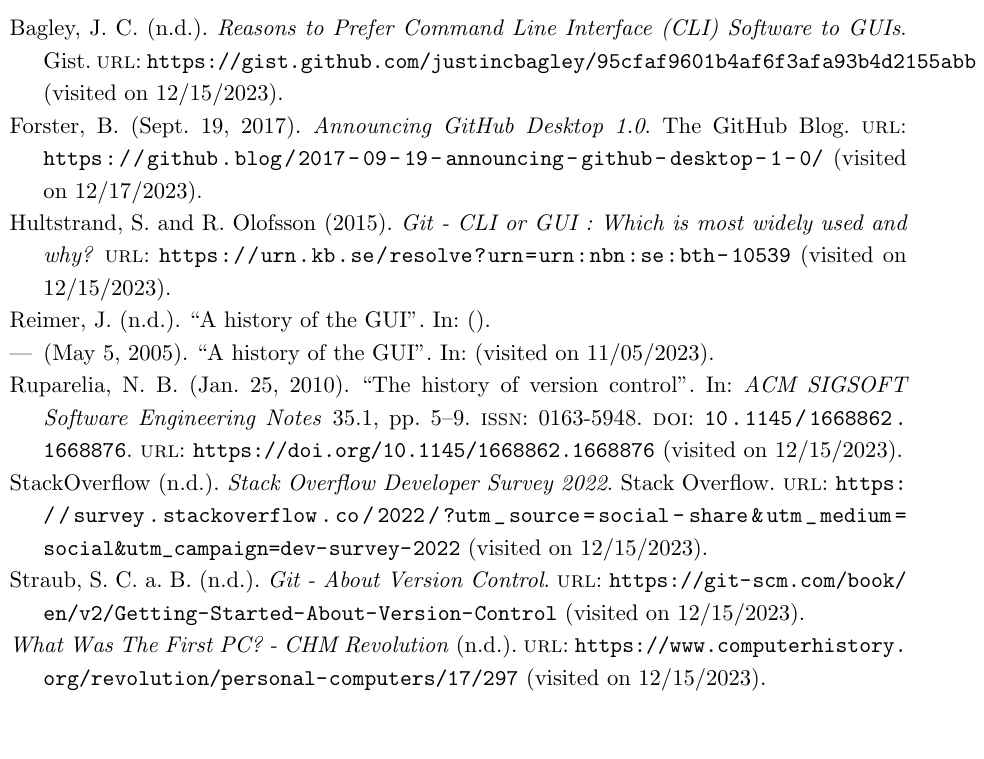 Bagley, J. C. (n.d.). Reasons to Prefer Command Line Interface (CLI) Software to GUIs.
Gist. URL: https://gist.github.com/justincbagley/95cfaf9601b4af6f3afa93b4d2155abb
(visited on 12/15/2023).
Forster, B. (Sept. 19, 2017). Announcing GitHub Desktop 1.0. The GitHub Blog. URL:
https://github.blog/2017-09-19-announcing-github-desktop-1-0/ (visited
on 12/17/2023).
Hultstrand, S. and R. Olofsson (2015). Git - CLI or GUI : Which is most widely used and
why? URL: https://urn.kb.se/resolve?urn=urn:nbn:se:bth-10539 (visited on
12/15/2023).
Reimer, J. (n.d.). “A history of the GUI”. In: ().
— (May 5, 2005). “A history of the GUI”. In: (visited on 11/05/2023).
Ruparelia, N. B. (Jan. 25, 2010). “The history of version control”. In: ACM SIGSOFT
Software Engineering Notes 35.1, pp. 5–9. ISSN: 0163-5948. DOI: 10.1145/1668862.
1668876. URL: https://doi.org/10.1145/1668862.1668876 (visited on 12/15/2023).
StackOverflow (n.d.). Stack Overflow Developer Survey 2022. Stack Overflow. URL: https:
//survey.stackoverflow.co/2022/?utm_source=social-share&utm_medium=
social&utm_campaign=dev-survey-2022 (visited on 12/15/2023).
Straub, S. C. a. B. (n.d.). Git - About Version Control. URL: https://git-scm.com/book/
en/v2/Getting-Started-About-Version-Control (visited on 12/15/2023).
What Was The First PC? - CHM Revolution (n.d.). URL: https://www.computerhistory.
org/revolution/personal-computers/17/297 (visited on 12/15/2023).